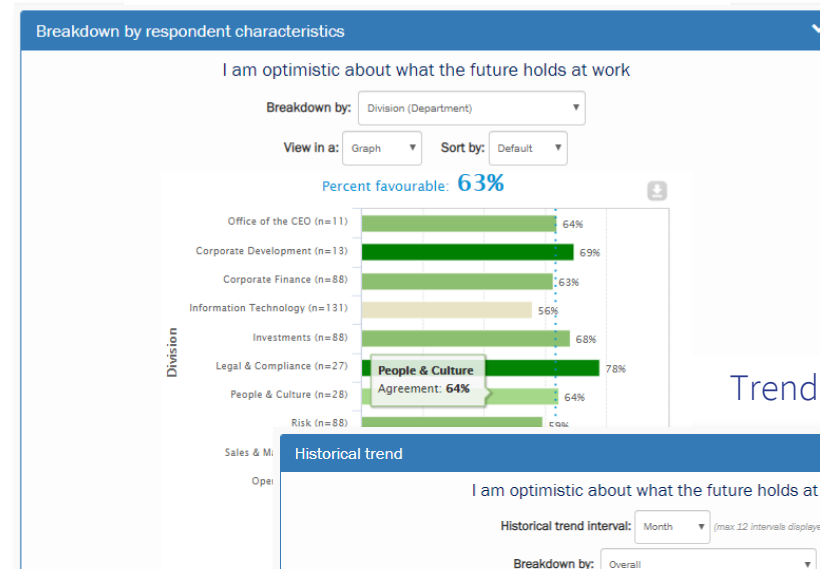 Breakdown by respondent characteristics
I am optimistic about what the future holds at work
Breakdown by: Division (Department)
View in a: Graph Sort by: Default
Percent favourable: 63%
Division
Office of the CEO (n=11) 64%
Corporate Development (n=13) 69%
Corporate Finance (n=88) 63%
Information Technology (n=131) 56%
Investments (n=88) 68%
Legal & Compliance (n=27) 78%
People & Culture
Agreement: 64%
People & Culture (n=28) 64%
Risk (n=88) 59%
Sales &
Trend
Historical trend
I am optimistic about what the future holds at
Historical trend interval: Month (max 12 intervals
Breakdown by: Overall